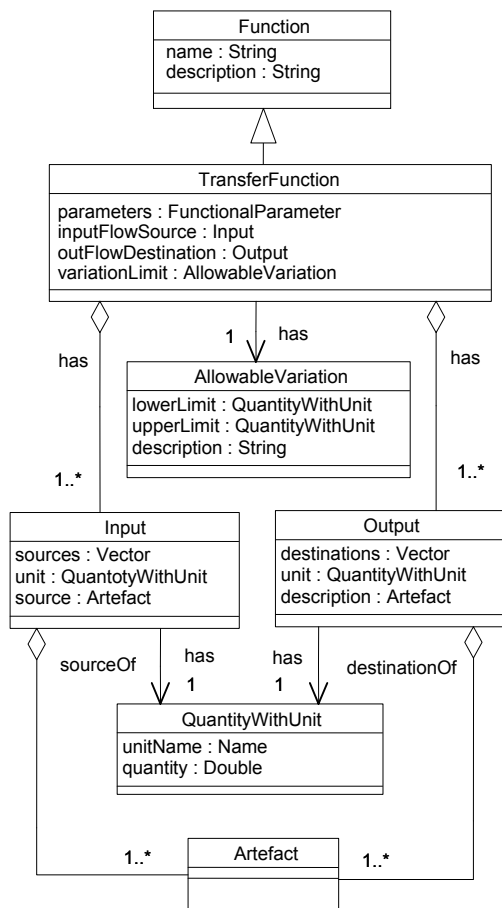 Function
name : String
description : String
TransferFunction
parameters : FunctionalParameter
inputFlowSource : Input
outFlowDestination : Output
variationLimit : AllowableVariation
has
1
has
has
AllowableVariation
lowerLimit : QuantityWithUnit
upperLimit : QuantityWithUnit
description : String
1..*
1..*
Input
sources : Vector
unit : QuantotyWithUnit
source : Artefact
Output
destinations : Vector
unit : QuantityWithUnit
description : Artefact
sourceOf
has
1
has
1
destinationOf
QuantityWithUnit
unitName : Name
quantity : Double
1..*
Artefact
1..*